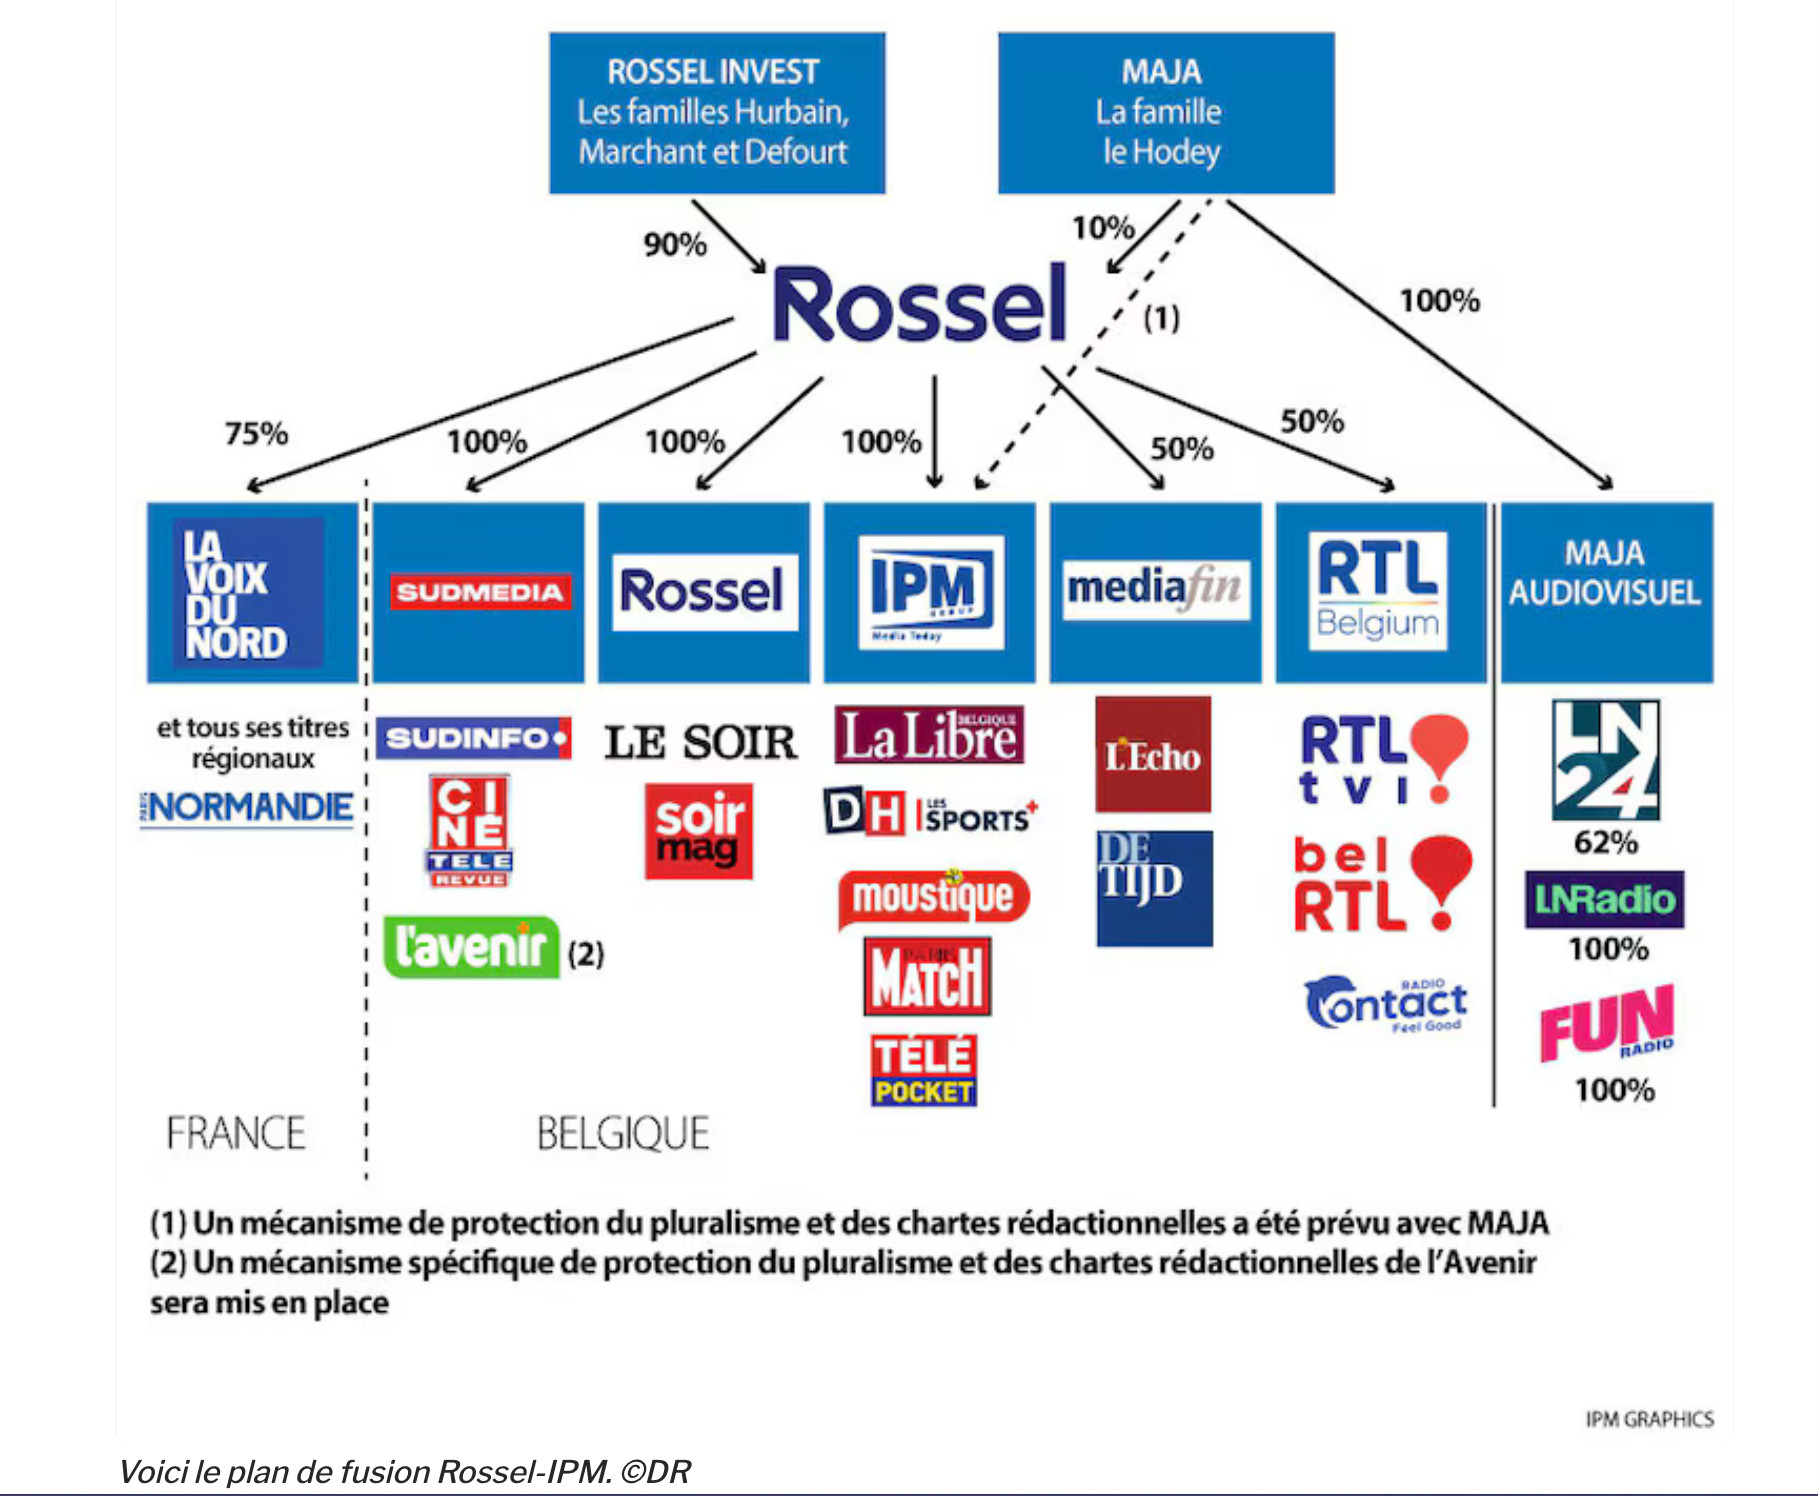 ROSSEL INVEST
Les familles Hurbain,
Marchant et Defourt
MAJA
La famille
le Hodey
90%
10%
Rossel
(1)
100%
75%
100%
100%
100%
50%
50%
LA
VOIX
DU
NORD
SUDMEDIA
Rossel
IPM
GROUP
Media Today
mediafin
RTL
Belgium
MAJA
AUDIOVISUEL
et tous ses titres
régionaux
PARIS
NORMANDIE
SUDINFO
CINÉ
TELE
REVUE
l'avenir
(2)
LE SOIR
soir
mag
La Libre
BELGIQUE
DH
LES
SPORTS+
moustique
PARIS
MATCH
TÉLÉ
POCKET
L'Echo
DE
TIJD
RTL
tvi
bel
RTL
RADIO
Contact
Feel Good
LN
24
62%
LNRadio
100%
FUN
RADIO
100%
FRANCE
BELGIQUE
(1) Un mécanisme de protection du pluralisme et des chartes rédactionnelles a été prévu avec MAJA
(2) Un mécanisme spécifique de protection du pluralisme et des chartes rédactionnelles de l'Avenir
sera mis en place
IPM GRAPHICS
Voici le plan de fusion Rossel-IPM. ©DR